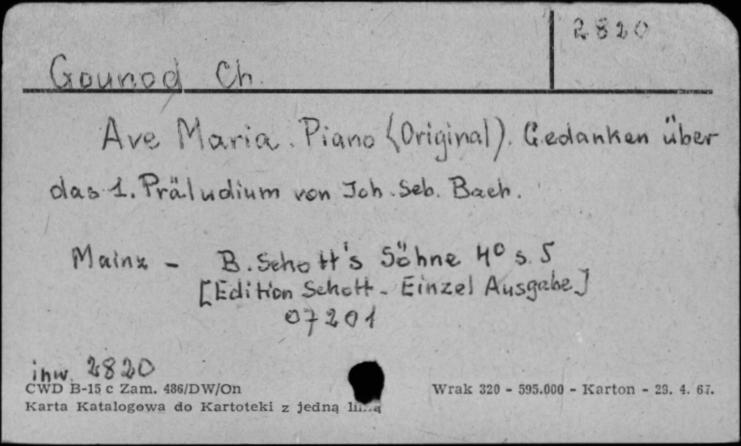 2820
Gounod Ch.
Ave Maria. Piano (Original). Gedanken über
das 1. Präludium von Joh. Seb. Bach.
Mainz - B. Schott's Söhne 4° s. 5
[Edition Schott - Einzel Ausgabe]
07201
inw. 2820
CWD B-15 c Zam. 486/DW/On Wrak 320 - 595.000 - Karton - 23. 4. 67.
Karta Katalogowa do Kartoteki z jedną